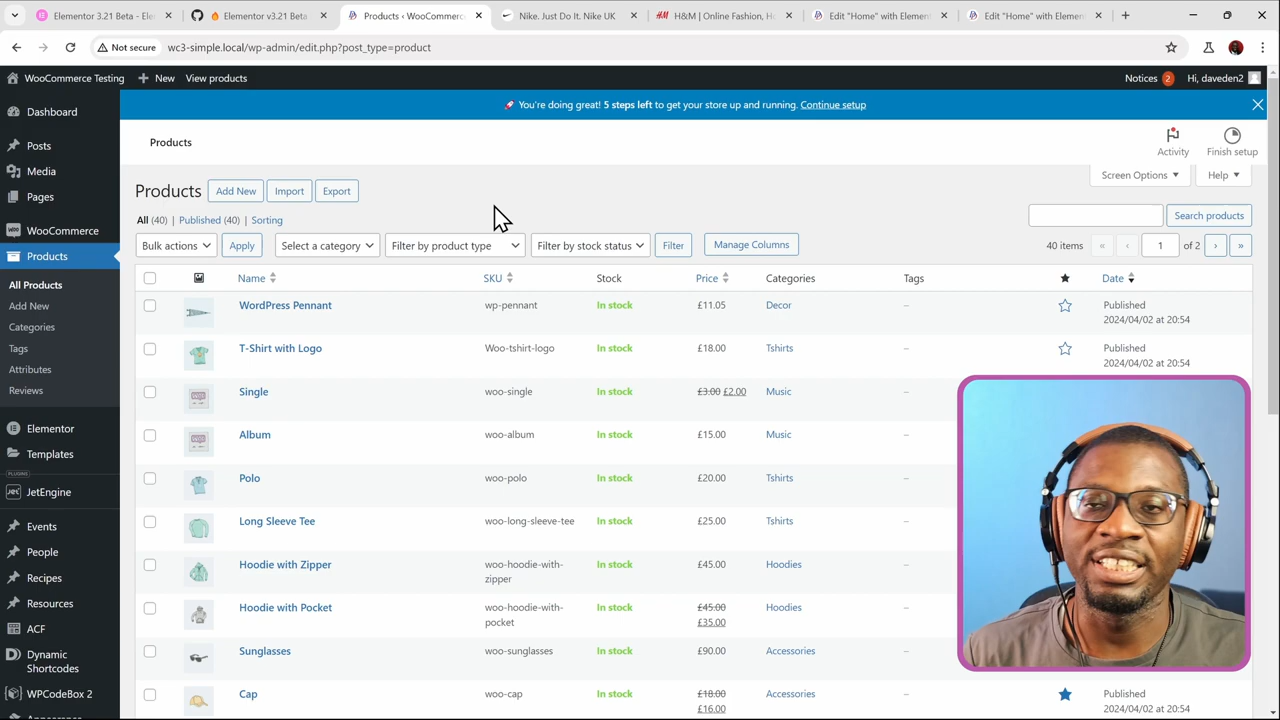 Elementor 3.21 Beta - Ele
Elementor v3.21 Beta
Products ‹ WooCommerce
Nike. Just Do It. Nike UK
H&M | Online Fashion, Ho
Edit "Home" with Element
Edit "Home" with Element
Not secure
wc3-simple.local/wp-admin/edit.php?post_type=product
WooCommerce Testing
New
View products
Notices 2
Hi, daveden2
Dashboard
Posts
Media
Pages
WooCommerce
Products
All Products
Add New
Categories
Tags
Attributes
Reviews
Elementor
Templates
PLUGINE
JetEngine
Events
People
Recipes
Resources
ACF
Dynamic
Shortcodes
WPCodeBox 2
You're doing great! 5 steps left to get your store up and running. Continue setup
Products
Activity
Finish setup
Screen Options
Help
Products
Add New
Import
Export
All (40) | Published (40) | Sorting
Search products
Bulk actions
Apply
Select a category
Filter by product type
Filter by stock status
Filter
Manage Columns
40 items « ‹ 1 of 2 › »
Name SKU Stock Price Categories Tags Date
WordPress Pennant wp-pennant In stock £11.05 Decor – Published
2024/04/02 at 20:54
T-Shirt with Logo Woo-tshirt-logo In stock £18.00 Tshirts – Published
2024/04/02 at 20:54
Single woo-single In stock £3.00 £2.00 Music –
Album woo-album In stock £15.00 Music –
Polo woo-polo In stock £20.00 Tshirts –
Long Sleeve Tee woo-long-sleeve-tee In stock £25.00 Tshirts –
Hoodie with Zipper woo-hoodie-with- In stock £45.00 Hoodies –
zipper
Hoodie with Pocket woo-hoodie-with- In stock £45.00 Hoodies –
pocket £35.00
Sunglasses woo-sunglasses In stock £90.00 Accessories –
Cap woo-cap In stock £18.00 Accessories – Published
£16.00 2024/04/02 at 20:54